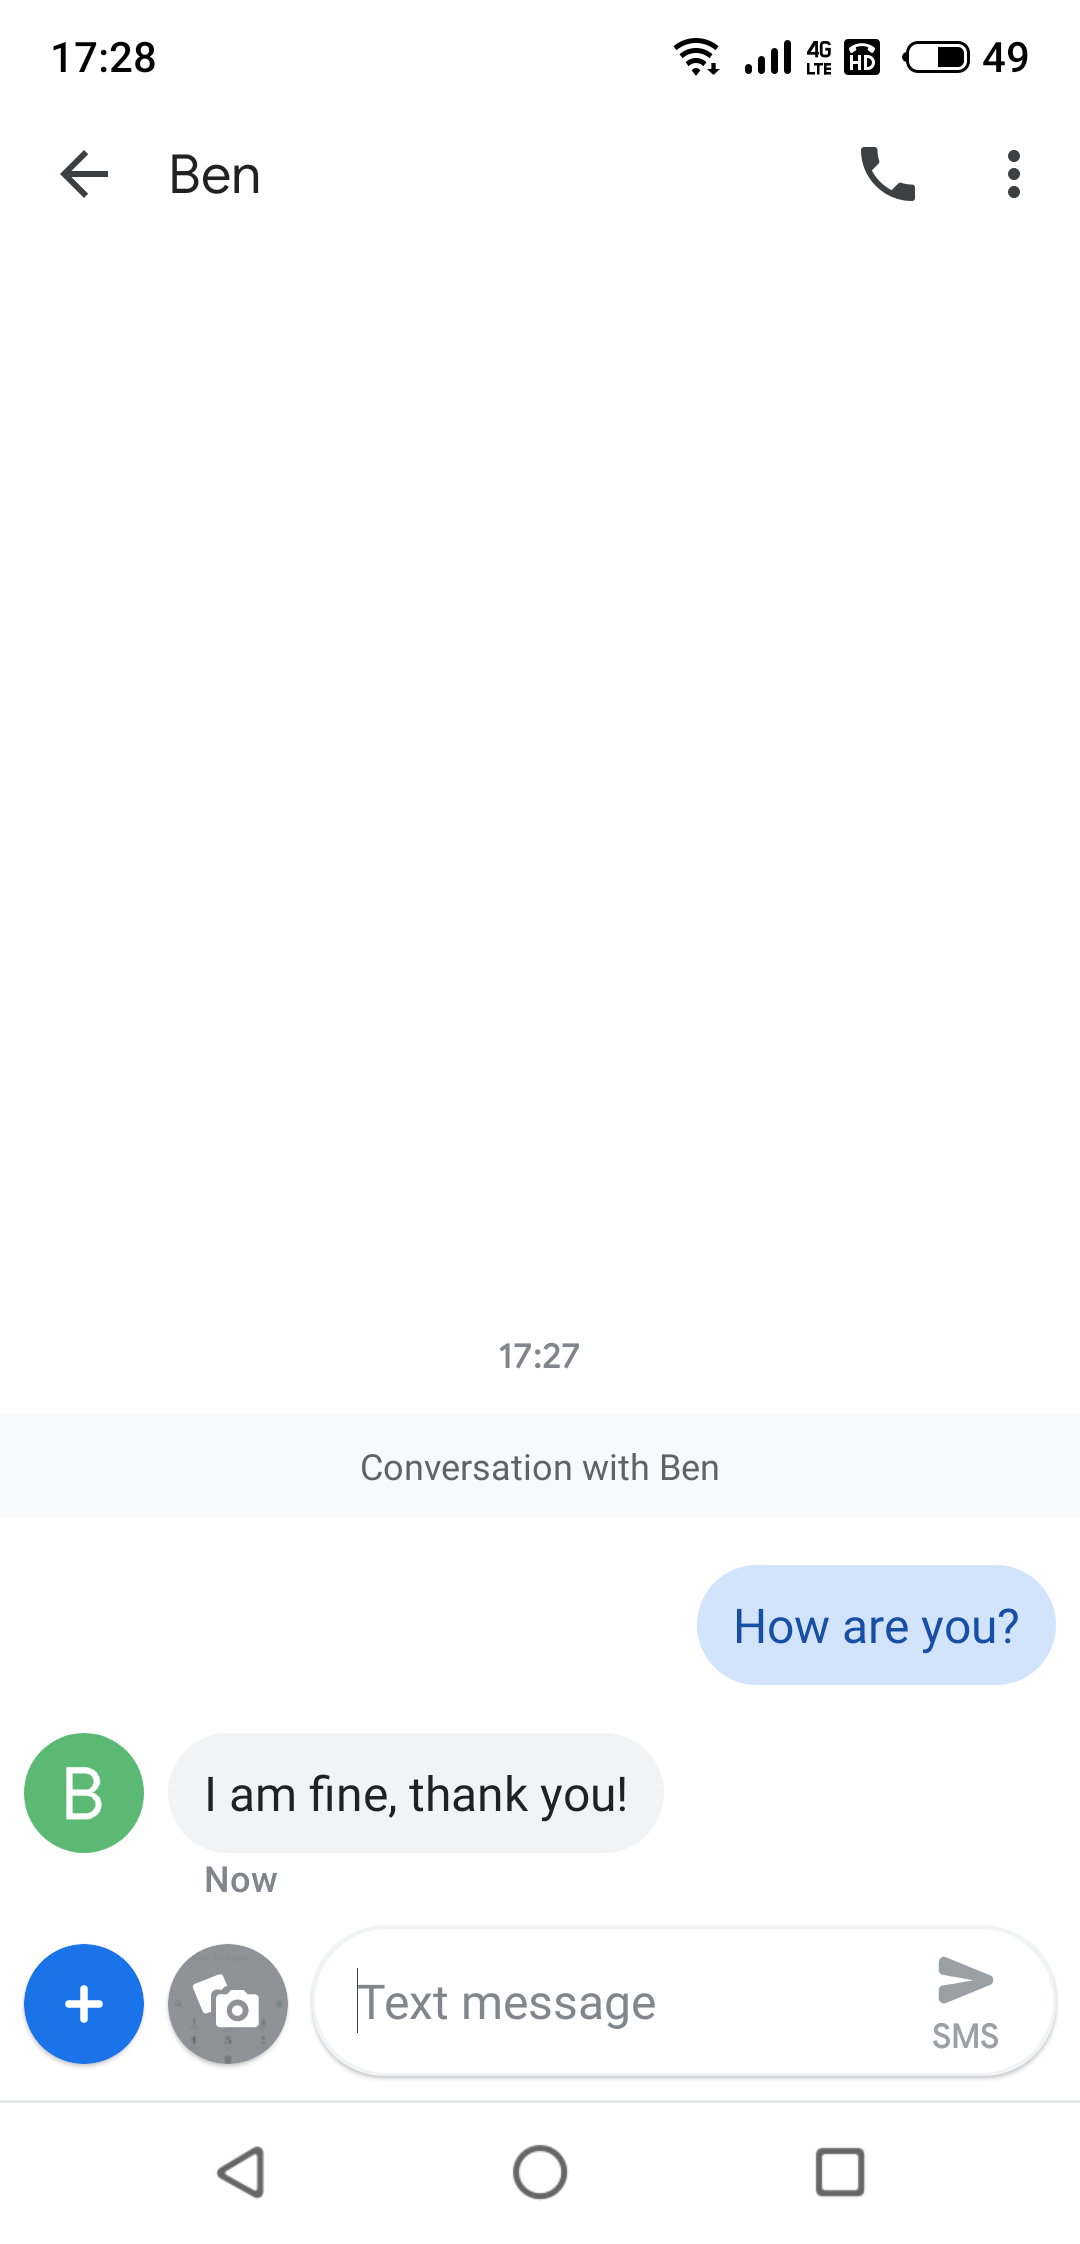 17:28
4G
LTE
HD
49
Ben
17:27
Conversation with Ben
How are you?
B
I am fine, thank you!
Now
Text message
SMS